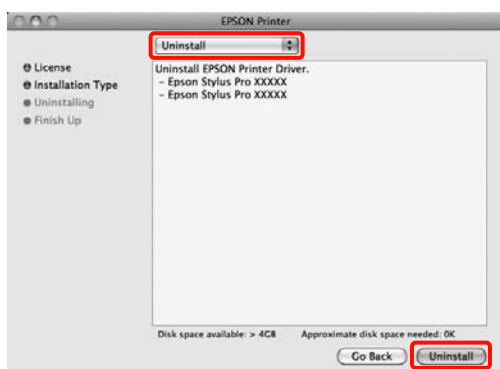 EPSON Printer
Uninstall
License
Installation Type
Uninstalling
Finish Up
Uninstall EPSON Printer Driver.
- Epson Stylus Pro XXXXX
- Epson Stylus Pro XXXXX
Disk space available: > 4GB Approximate disk space needed: 0K
Go Back Uninstall